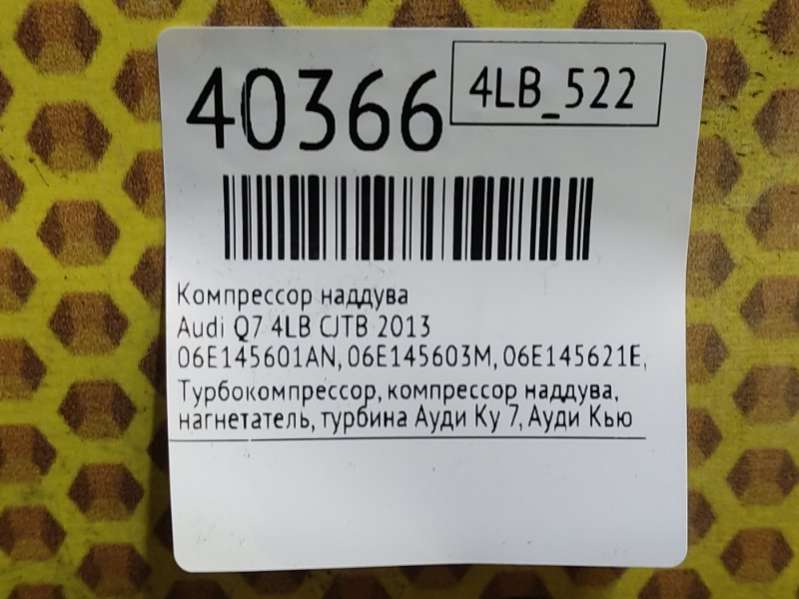 40366
4LB_522
Компрессор наддува
Audi Q7 4LB CJTB 2013
06E145601AN, 06E145603M, 06E145621E,
Турбокомпрессор, компрессор наддува,
нагнетатель, турбина Ауди Ку 7, Ауди Кью